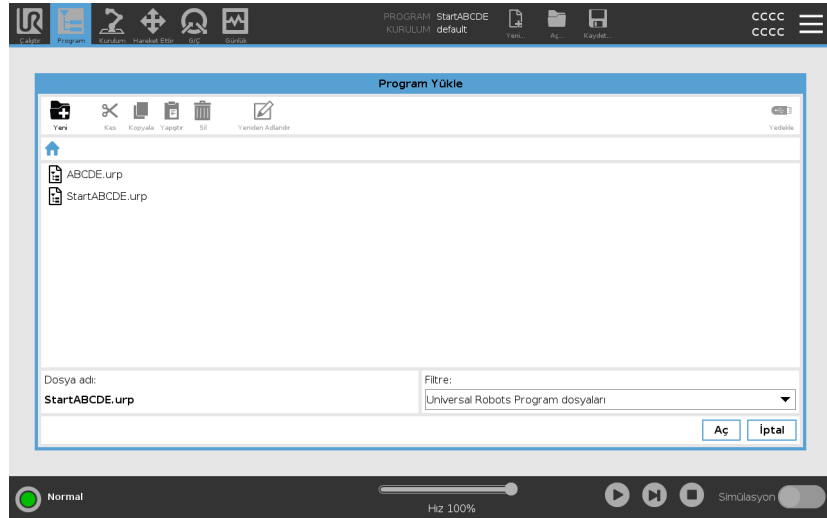 UR
PROGRAM StartABCDE
KURULUM default
CCCC
CCCC
Çalıştır
Program
Kurulum
Hareket Ettir
G/Ç
Günlük
Yeni...
Aç...
Kaydet...
Program Yükle
Yeni
Kes
Kopyala
Yapıştır
Sil
Yeniden Adlandır
Yedekle
ABCDE.urp
StartABCDE.urp
Dosya adı:
StartABCDE.urp
Filtre:
Universal Robots Program dosyaları
Aç
İptal
Normal
Hız 100%
Simülasyon